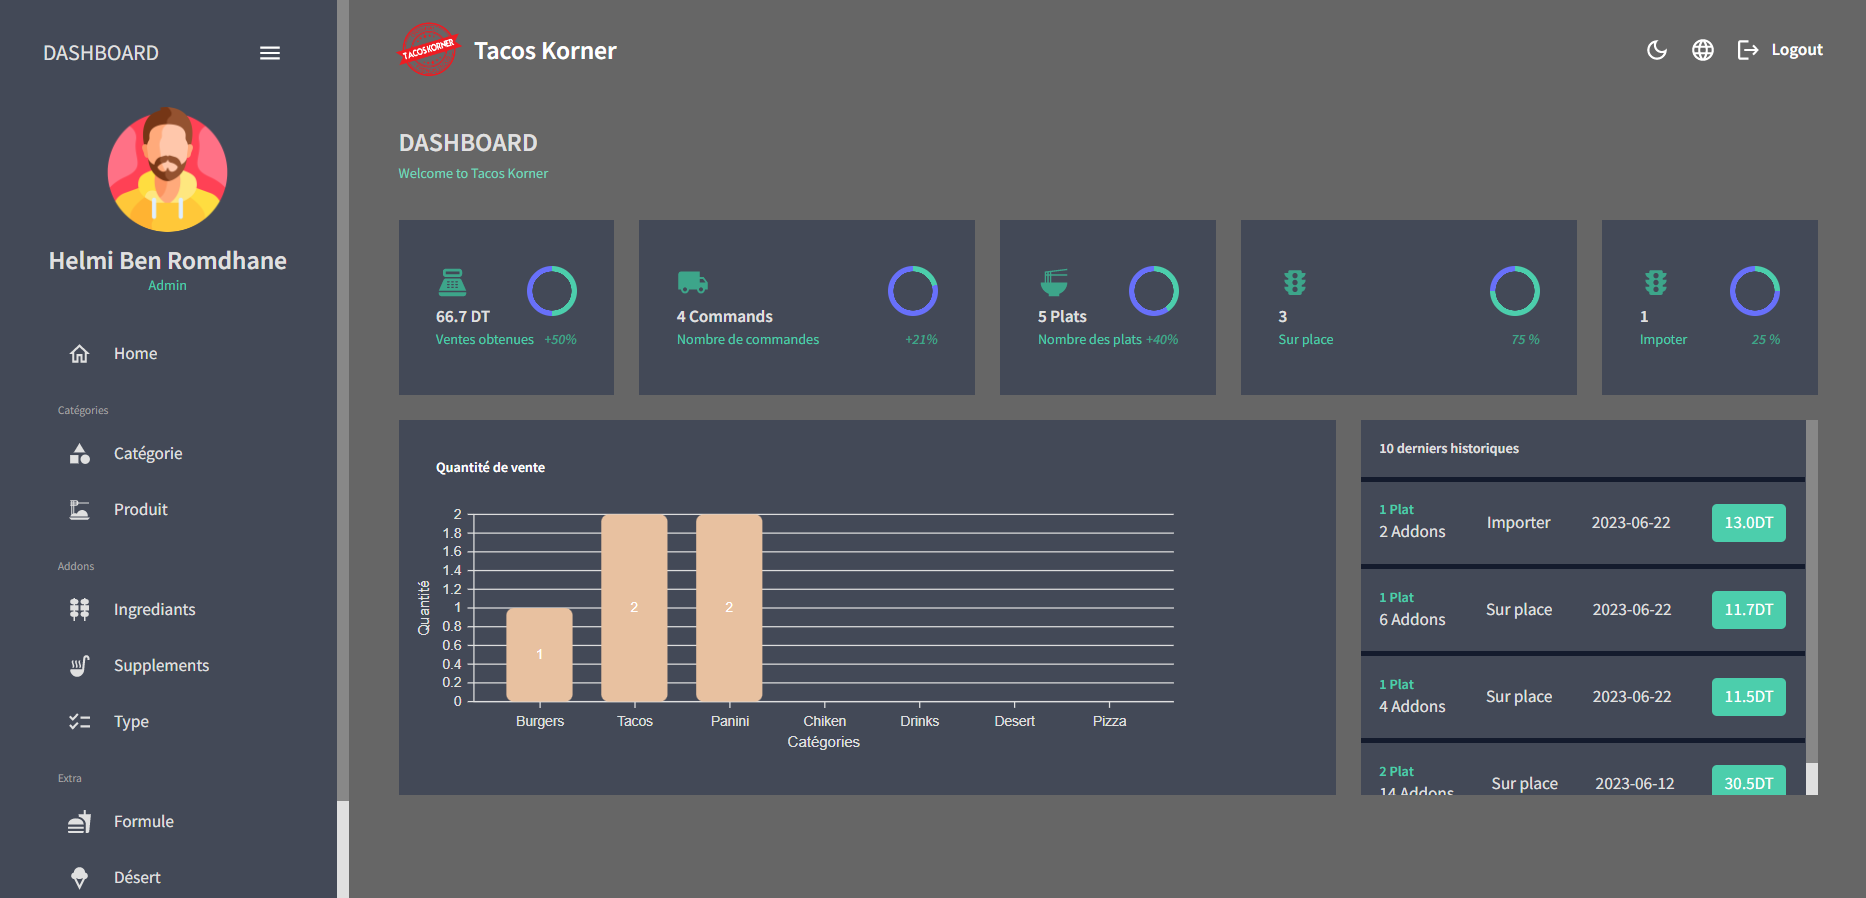 DASHBOARD
Helmi Ben Romdhane
Admin
Home
Catégories
Catégorie
Produit
Addons
Ingrediants
Supplements
Type
Extra
Formule
Désert
TACOS KORNER
Tacos Korner
Logout
DASHBOARD
Welcome to Tacos Korner
66.7 DT
Ventes obtenues +50%
4 Commands
Nombre de commandes +21%
5 Plats
Nombre des plats +40%
3
Sur place 75 %
1
Impoter 25 %
Quantité de vente
Quantité
2
1.8
1.6
1.4
1.2
1
0.8
0.6
0.4
0.2
0
1
2
2
Burgers Tacos Panini Chiken Drinks Desert Pizza
Catégories
10 derniers historiques
1 Plat
2 Addons Importer 2023-06-22 13.0DT
1 Plat
6 Addons Sur place 2023-06-22 11.7DT
1 Plat
4 Addons Sur place 2023-06-22 11.5DT
2 Plat
14 Addons Sur place 2023-06-12 30.5DT